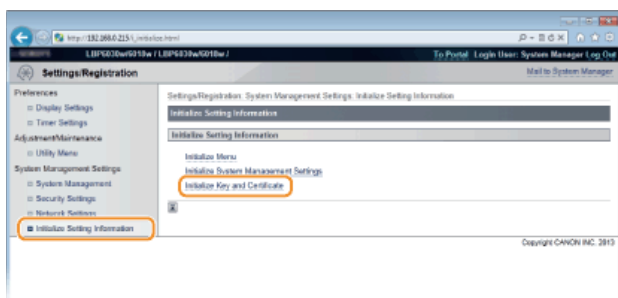 http://192.168.0.215/t_initialize.html
LBP6030w/6018w / LBP6030w/6018w /
To Portal Login User: System Manager Log Out
Settings/Registration
Mail to System Manager
Preferences
Display Settings
Timer Settings
Adjustment/Maintenance
Utility Menu
System Management Settings
System Management
Security Settings
Network Settings
Initialize Setting Information
Settings/Registration: System Management Settings: Initialize Setting Information
Initialize Setting Information
Initialize Setting Information
Initialize Menu
Initialize System Management Settings
Initialize Key and Certificate
Copyright CANON INC. 2013